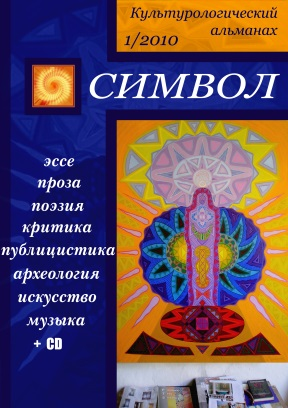 Культурологический
альманах
1/2010
СИМВОЛ
эссе
проза
поэзия
критика
публицистика
археология
искусство
музыка
+ CD